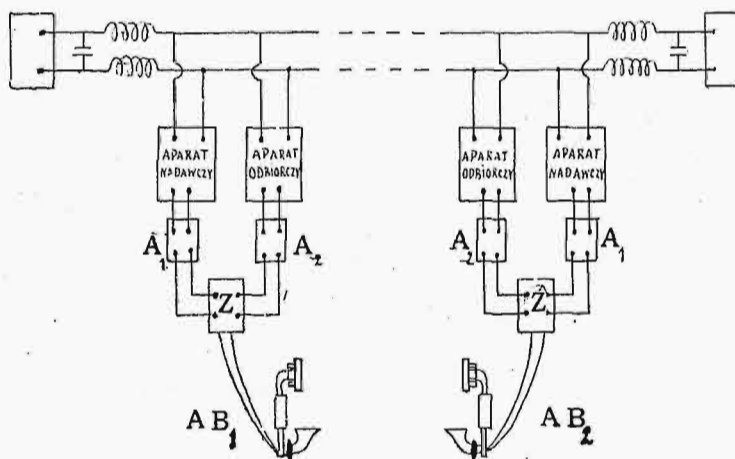 APARAT
NADAWCZY
APARAT
ODBIORCZY
APARAT
ODBIORCZY
APARAT
NADAWCZY
A1
A2
A2
A1
Z
Z
AB1
AB2